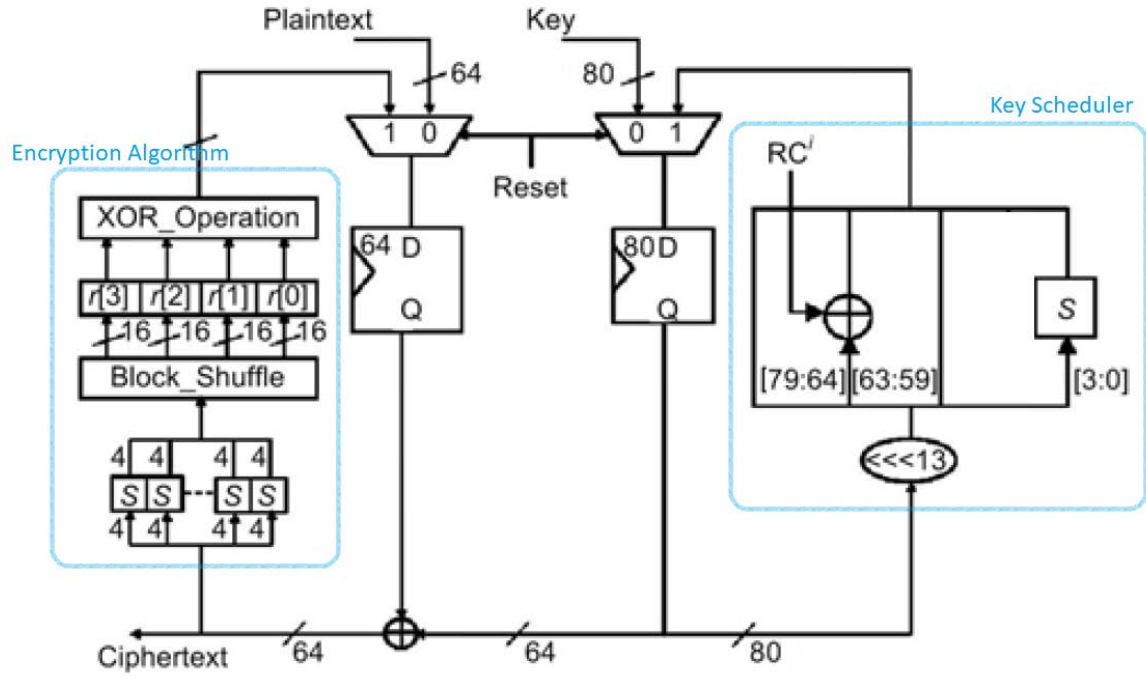 Plaintext
Key
64
80
Key Scheduler
1 0
0 1
Encryption Algorithm
Reset
RC^i
XOR_Operation
64 D
80 D
r[3] r[2] r[1] r[0]
Q
Q
S
16 16 16 16
Block_Shuffle
[79:64] [63:59]
[3:0]
4 4 4 4
<<<13
S S S S
4 4 4 4
Ciphertext
64
64
80